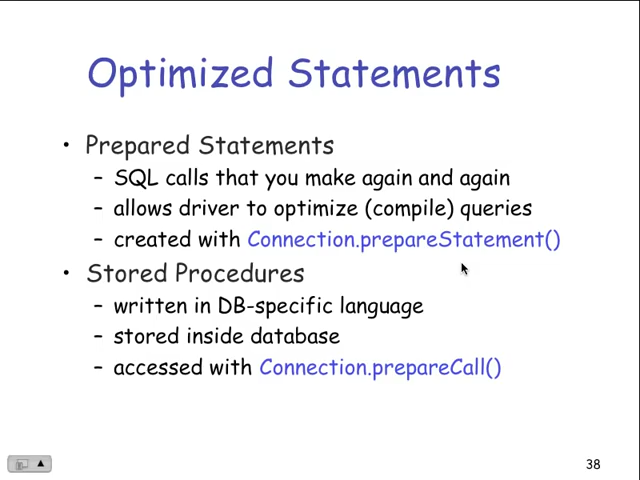 Optimized Statements
• Prepared Statements
– SQL calls that you make again and again
– allows driver to optimize (compile) queries
– created with Connection.prepareStatement()
• Stored Procedures
– written in DB-specific language
– stored inside database
– accessed with Connection.prepareCall()
38